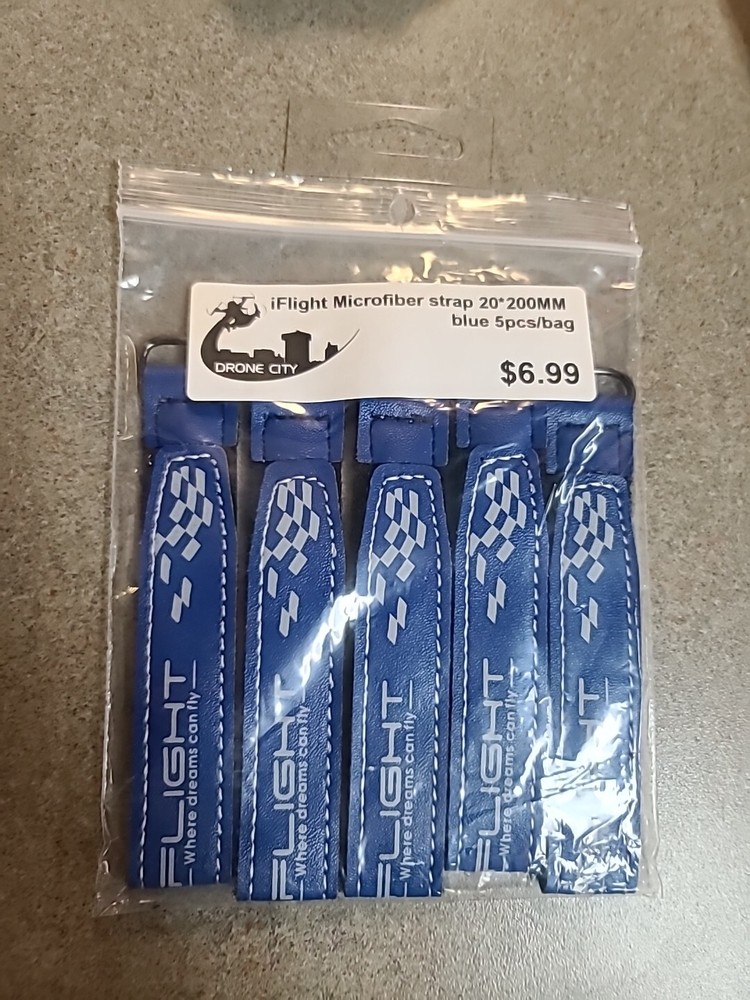 iFlight Microfiber strap 20*200MM
blue 5pcs/bag
DRONE CITY
$6.99
FLIGHT
Where dreams can fly
FLIGHT
Where dreams can fly
FLIGHT
Where dreams can fly
FLIGHT
Where dreams can fly
HT